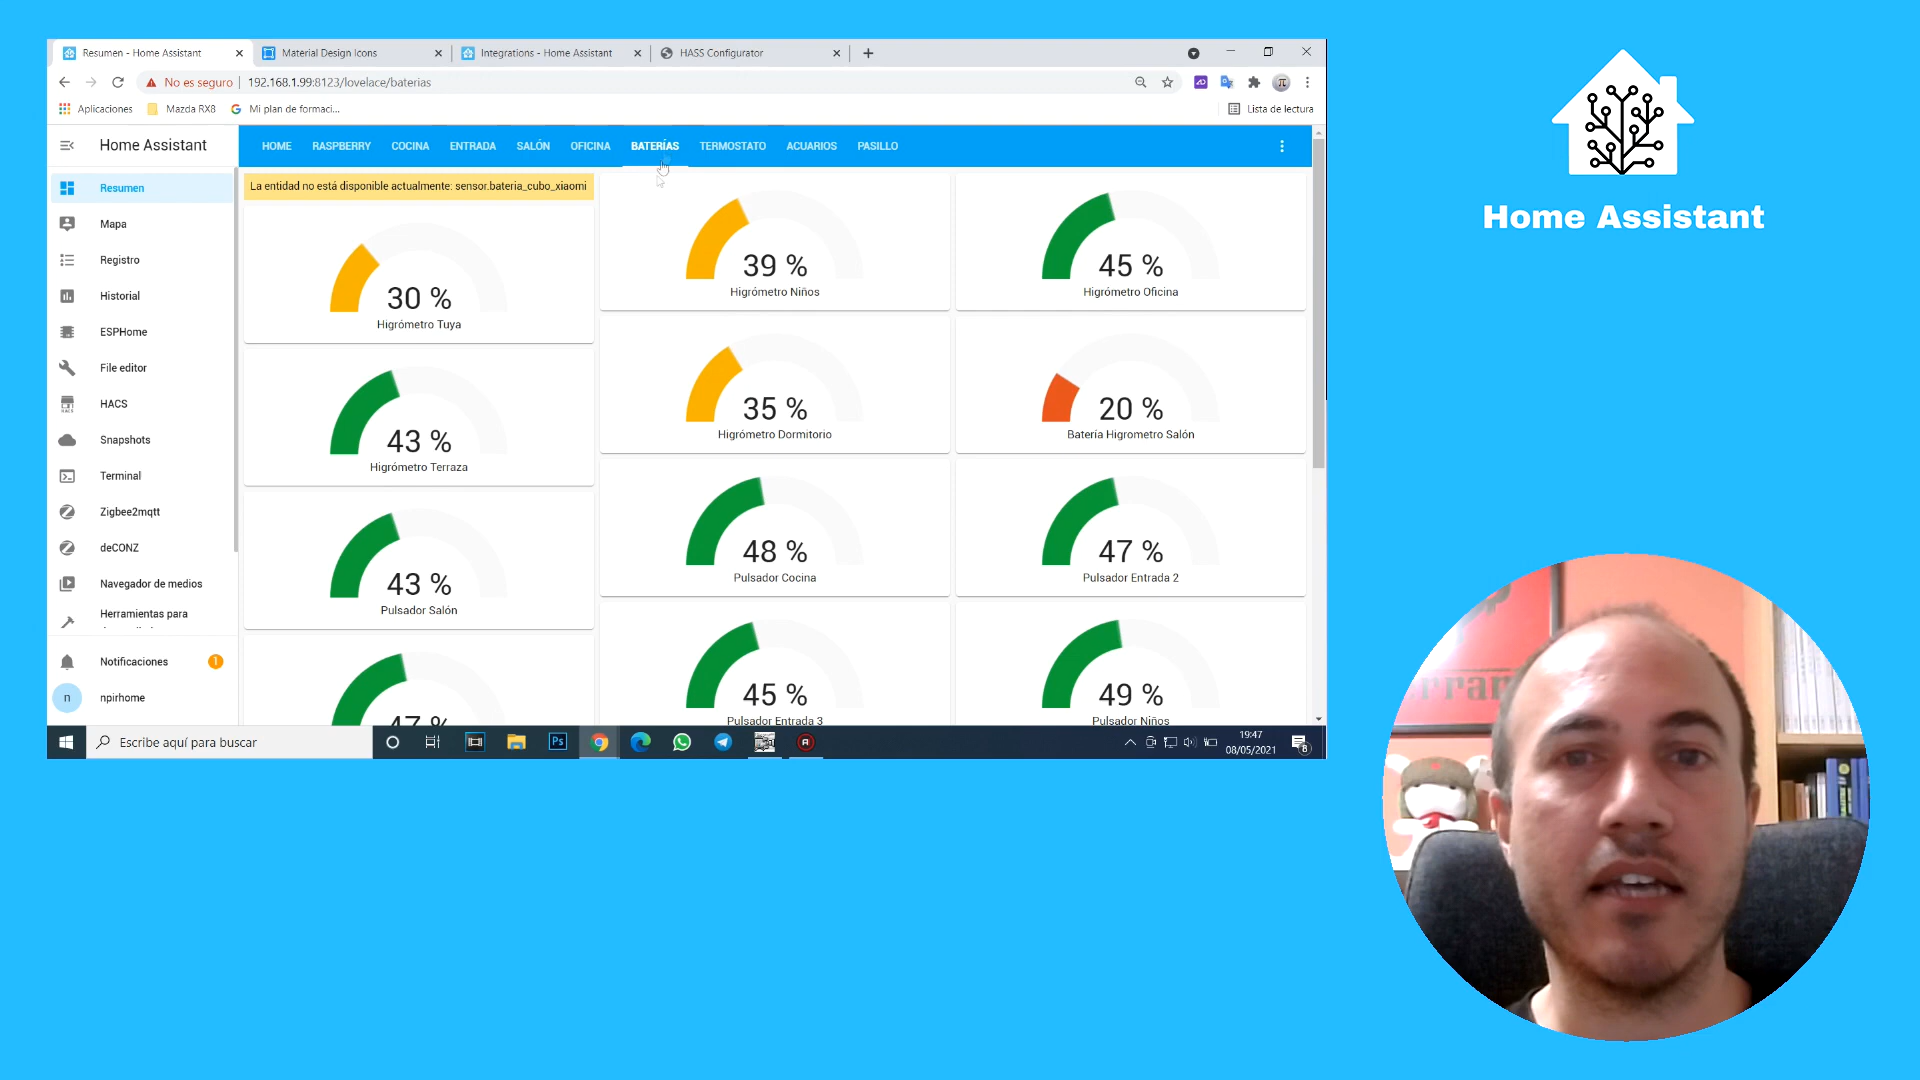 Resumen - Home Assistant
Material Design Icons
Integrations - Home Assistant
HASS Configurator
No es seguro
192.168.1.99:8123/lovelace/baterias
Aplicaciones
Mazda RX8
Mi plan de formaci...
Lista de lectura
Home Assistant
HOME
RASPBERRY
COCINA
ENTRADA
SALÓN
OFICINA
BATERÍAS
TERMOSTATO
ACUARIOS
PASILLO
Resumen
Mapa
Registro
Historial
ESPHome
File editor
HACS
Snapshots
Terminal
Zigbee2mqtt
deCONZ
Navegador de medios
Herramientas para
Notificaciones
1
n
npirhome
La entidad no está disponible actualmente: sensor.bateria_cubo_xiaomi
30 %
Higrómetro Tuya
43 %
Higrómetro Terraza
43 %
Pulsador Salón
47 %
39 %
Higrómetro Niños
35 %
Higrómetro Dormitorio
48 %
Pulsador Cocina
45 %
Pulsador Entrada 3
45 %
Higrómetro Oficina
20 %
Batería Higrometro Salón
47 %
Pulsador Entrada 2
49 %
Pulsador Niños
Escribe aquí para buscar
Ps
19:47
08/05/2021
8
Home Assistant